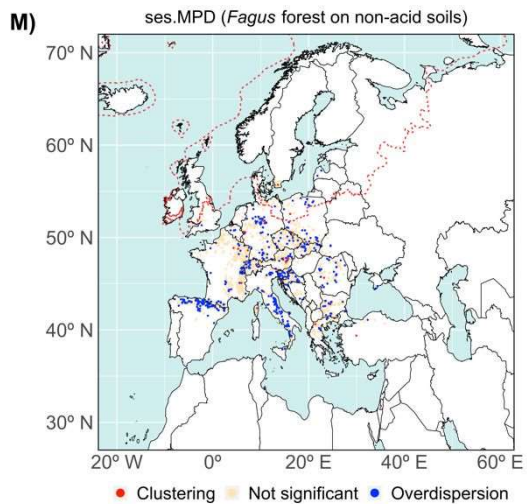 M)
ses.MPD (Fagus forest on non-acid soils)
70º N
60º N
50º N
40º N
30º N
20º W 0º 20º E 40º E 60º E
Clustering Not significant Overdispersion